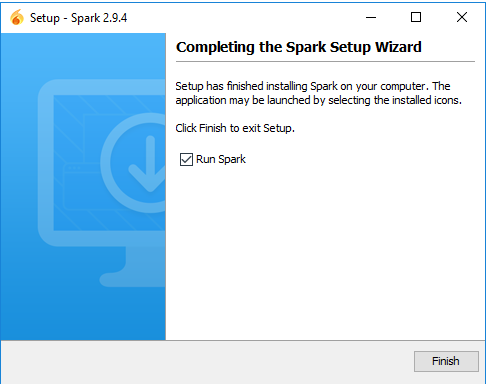 Setup - Spark 2.9.4
Completing the Spark Setup Wizard
Setup has finished installing Spark on your computer. The
application may be launched by selecting the installed icons.
Click Finish to exit Setup.
Run Spark
Finish